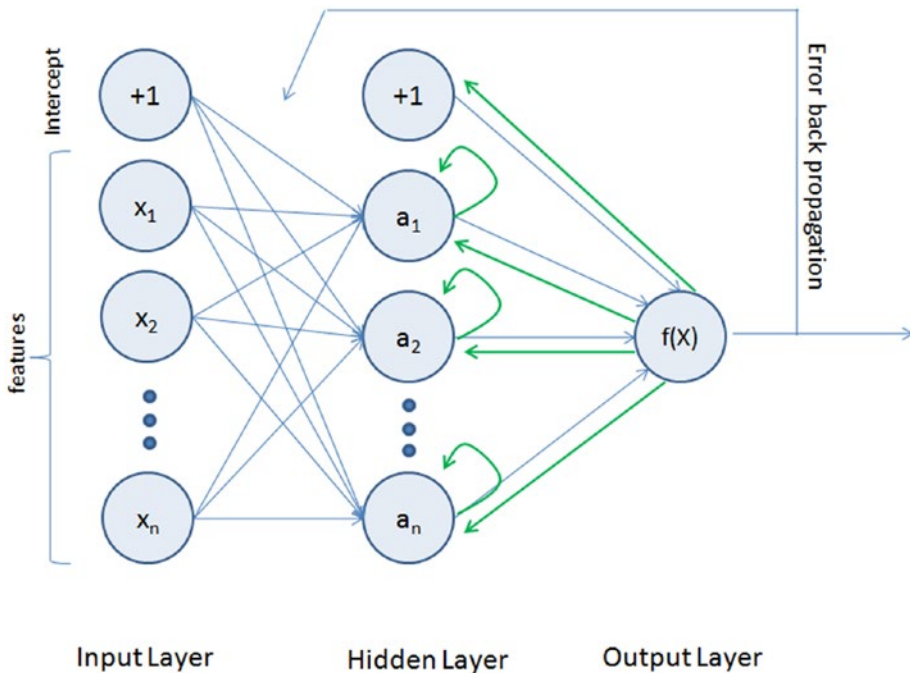 Intercept
features
+1
x₁
x₂
xₙ
+1
a₁
a₂
aₙ
f(X)
Error back propagation
Input Layer
Hidden Layer
Output Layer